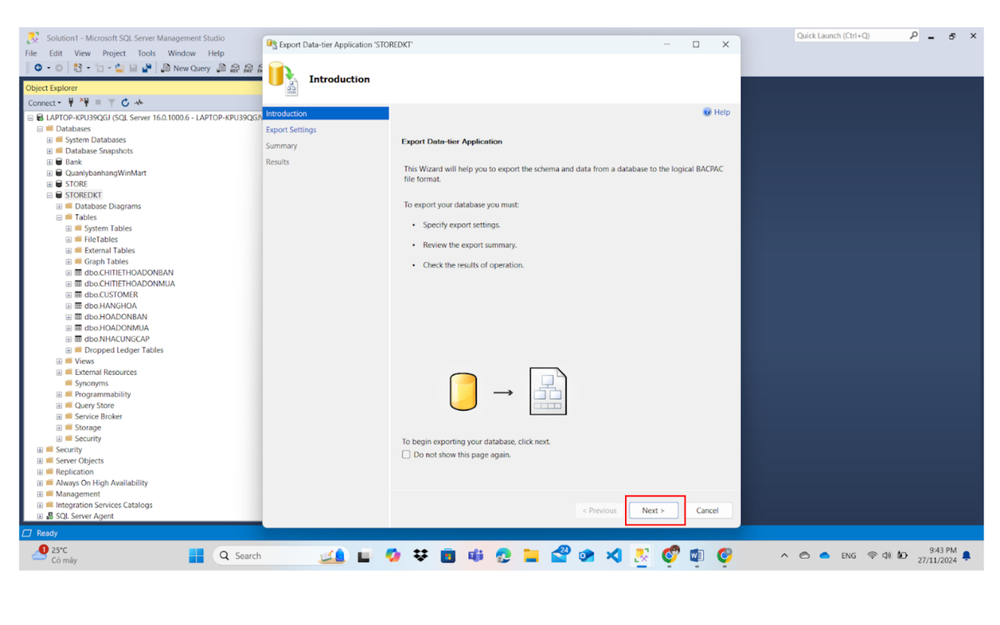 Solution1 - Microsoft SQL Server Management Studio
Quick Launch (Ctrl+Q)
File Edit View Project Tools Window Help
New Query
Object Explorer
Connect
LAPTOP-KPU39QGJ (SQL Server 16.0.1000.6 - LAPTOP-KPU39QGJ\
Databases
System Databases
Database Snapshots
Bank
QuanlybanhangWinMart
STORE
STOREDKT
Database Diagrams
Tables
System Tables
FileTables
External Tables
Graph Tables
dbo.CHITIETHOADONBAN
dbo.CHITIETHOADONMUA
dbo.CUSTOMER
dbo.HANGHOA
dbo.HOADONBAN
dbo.HOADONMUA
dbo.NHACUNGCAP
Dropped Ledger Tables
Views
External Resources
Synonyms
Programmability
Query Store
Service Broker
Storage
Security
Security
Server Objects
Replication
Always On High Availability
Management
Integration Services Catalogs
SQL Server Agent
Export Data-tier Application 'STOREDKT'
Introduction
Introduction
Export Settings
Summary
Results
Help
Export Data-tier Application
This Wizard will help you to export the schema and data from a database to the logical BACPAC
file format.
To export your database you must:
• Specify export settings.
• Review the export summary.
• Check the results of operation.
To begin exporting your database, click next.
Do not show this page again.
< Previous Next > Cancel
Ready
1
25°C
Có mây
Search
24
ENG
9:43 PM
27/11/2024